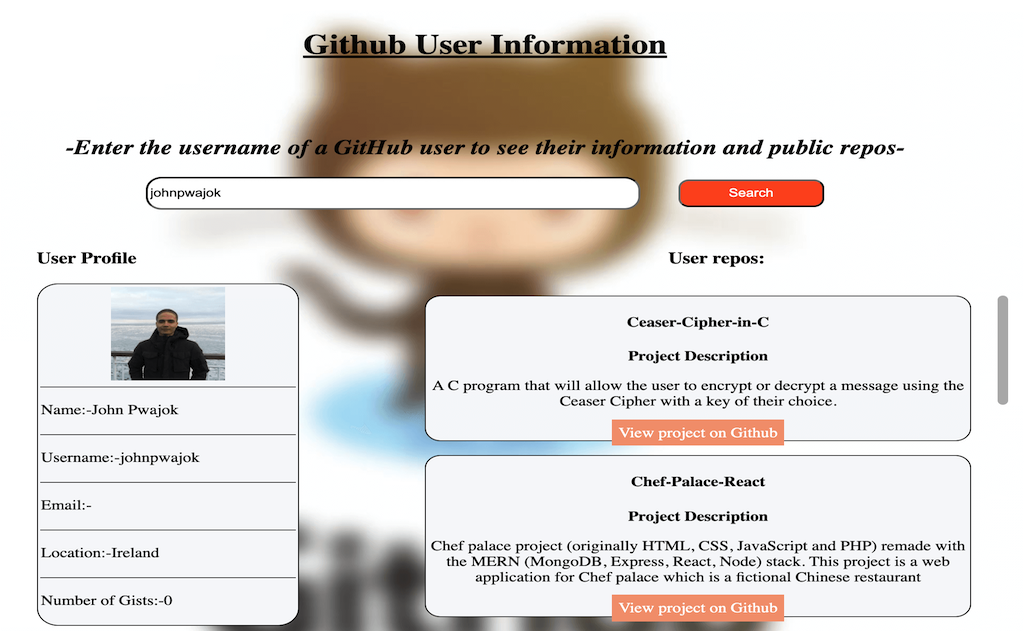 Github User Information
-Enter the username of a GitHub user to see their information and public repos-
johnpwajok
Search
User Profile
Name:-John Pwajok
Username:-johnpwajok
Email:-
Location:-Ireland
Number of Gists:-0
User repos:
Ceaser-Cipher-in-C
Project Description
A C program that will allow the user to encrypt or decrypt a message using the
Ceaser Cipher with a key of their choice.
View project on Github
Chef-Palace-React
Project Description
Chef palace project (originally HTML, CSS, JavaScript and PHP) remade with
the MERN (MongoDB, Express, React, Node) stack. This project is a web
application for Chef palace which is a fictional Chinese restaurant
View project on Github